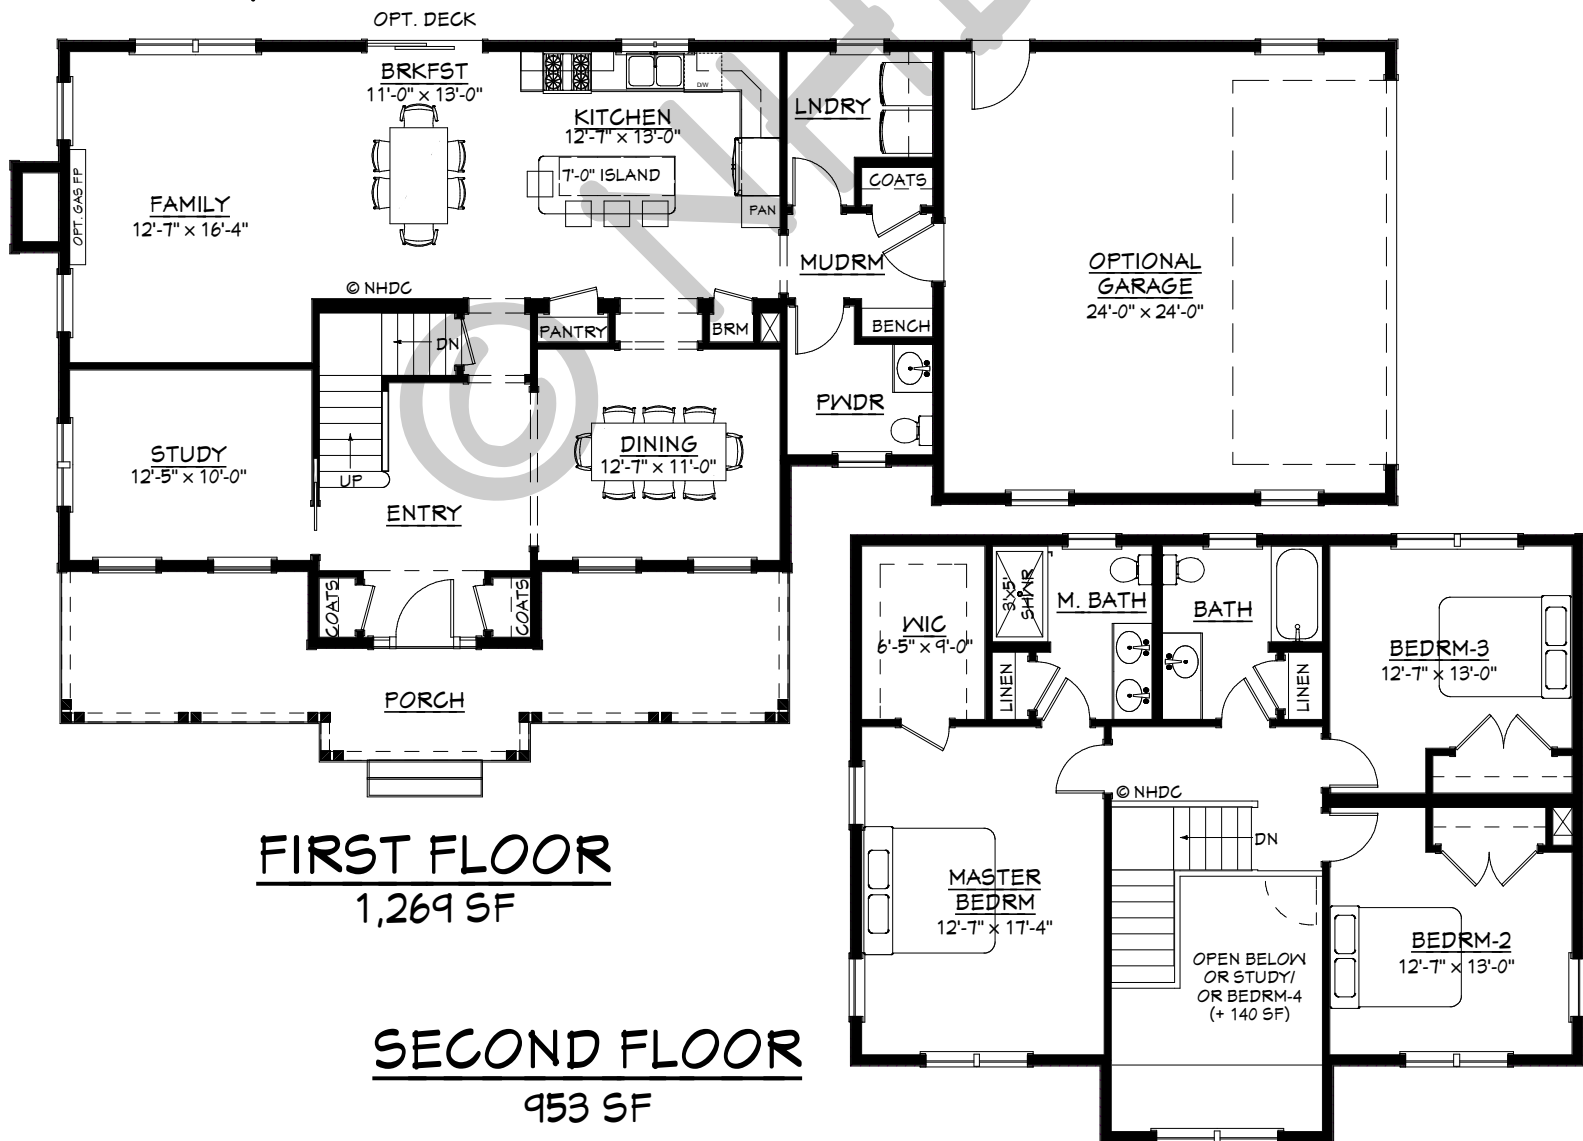 OPT. DECK
BRKFST
11'-0" x 13'-0"
KITCHEN
12'-7" x 13'-0"
D/W
7'-0" ISLAND
PAN
LNDRY
COATS
MUDRM
BENCH
PWDR
OPT. GAS FP
FAMILY
12'-7" x 16'-4"
© NHDC
PANTRY
BRM
DN
UP
STUDY
12'-5" x 10'-0"
ENTRY
DINING
12'-7" x 11'-0"
COATS
COATS
PORCH
OPTIONAL
GARAGE
24'-0" x 24'-0"
FIRST FLOOR
1,269 SF
WIC
6'-5" x 9'-0"
3'x5'
SHWR
M. BATH
LINEN
BATH
LINEN
BEDRM-3
12'-7" x 13'-0"
© NHDC
DN
MASTER
BEDRM
12'-7" x 17'-4"
BEDRM-2
12'-7" x 13'-0"
OPEN BELOW
OR STUDY/
OR BEDRM-4
(+ 140 SF)
SECOND FLOOR
953 SF